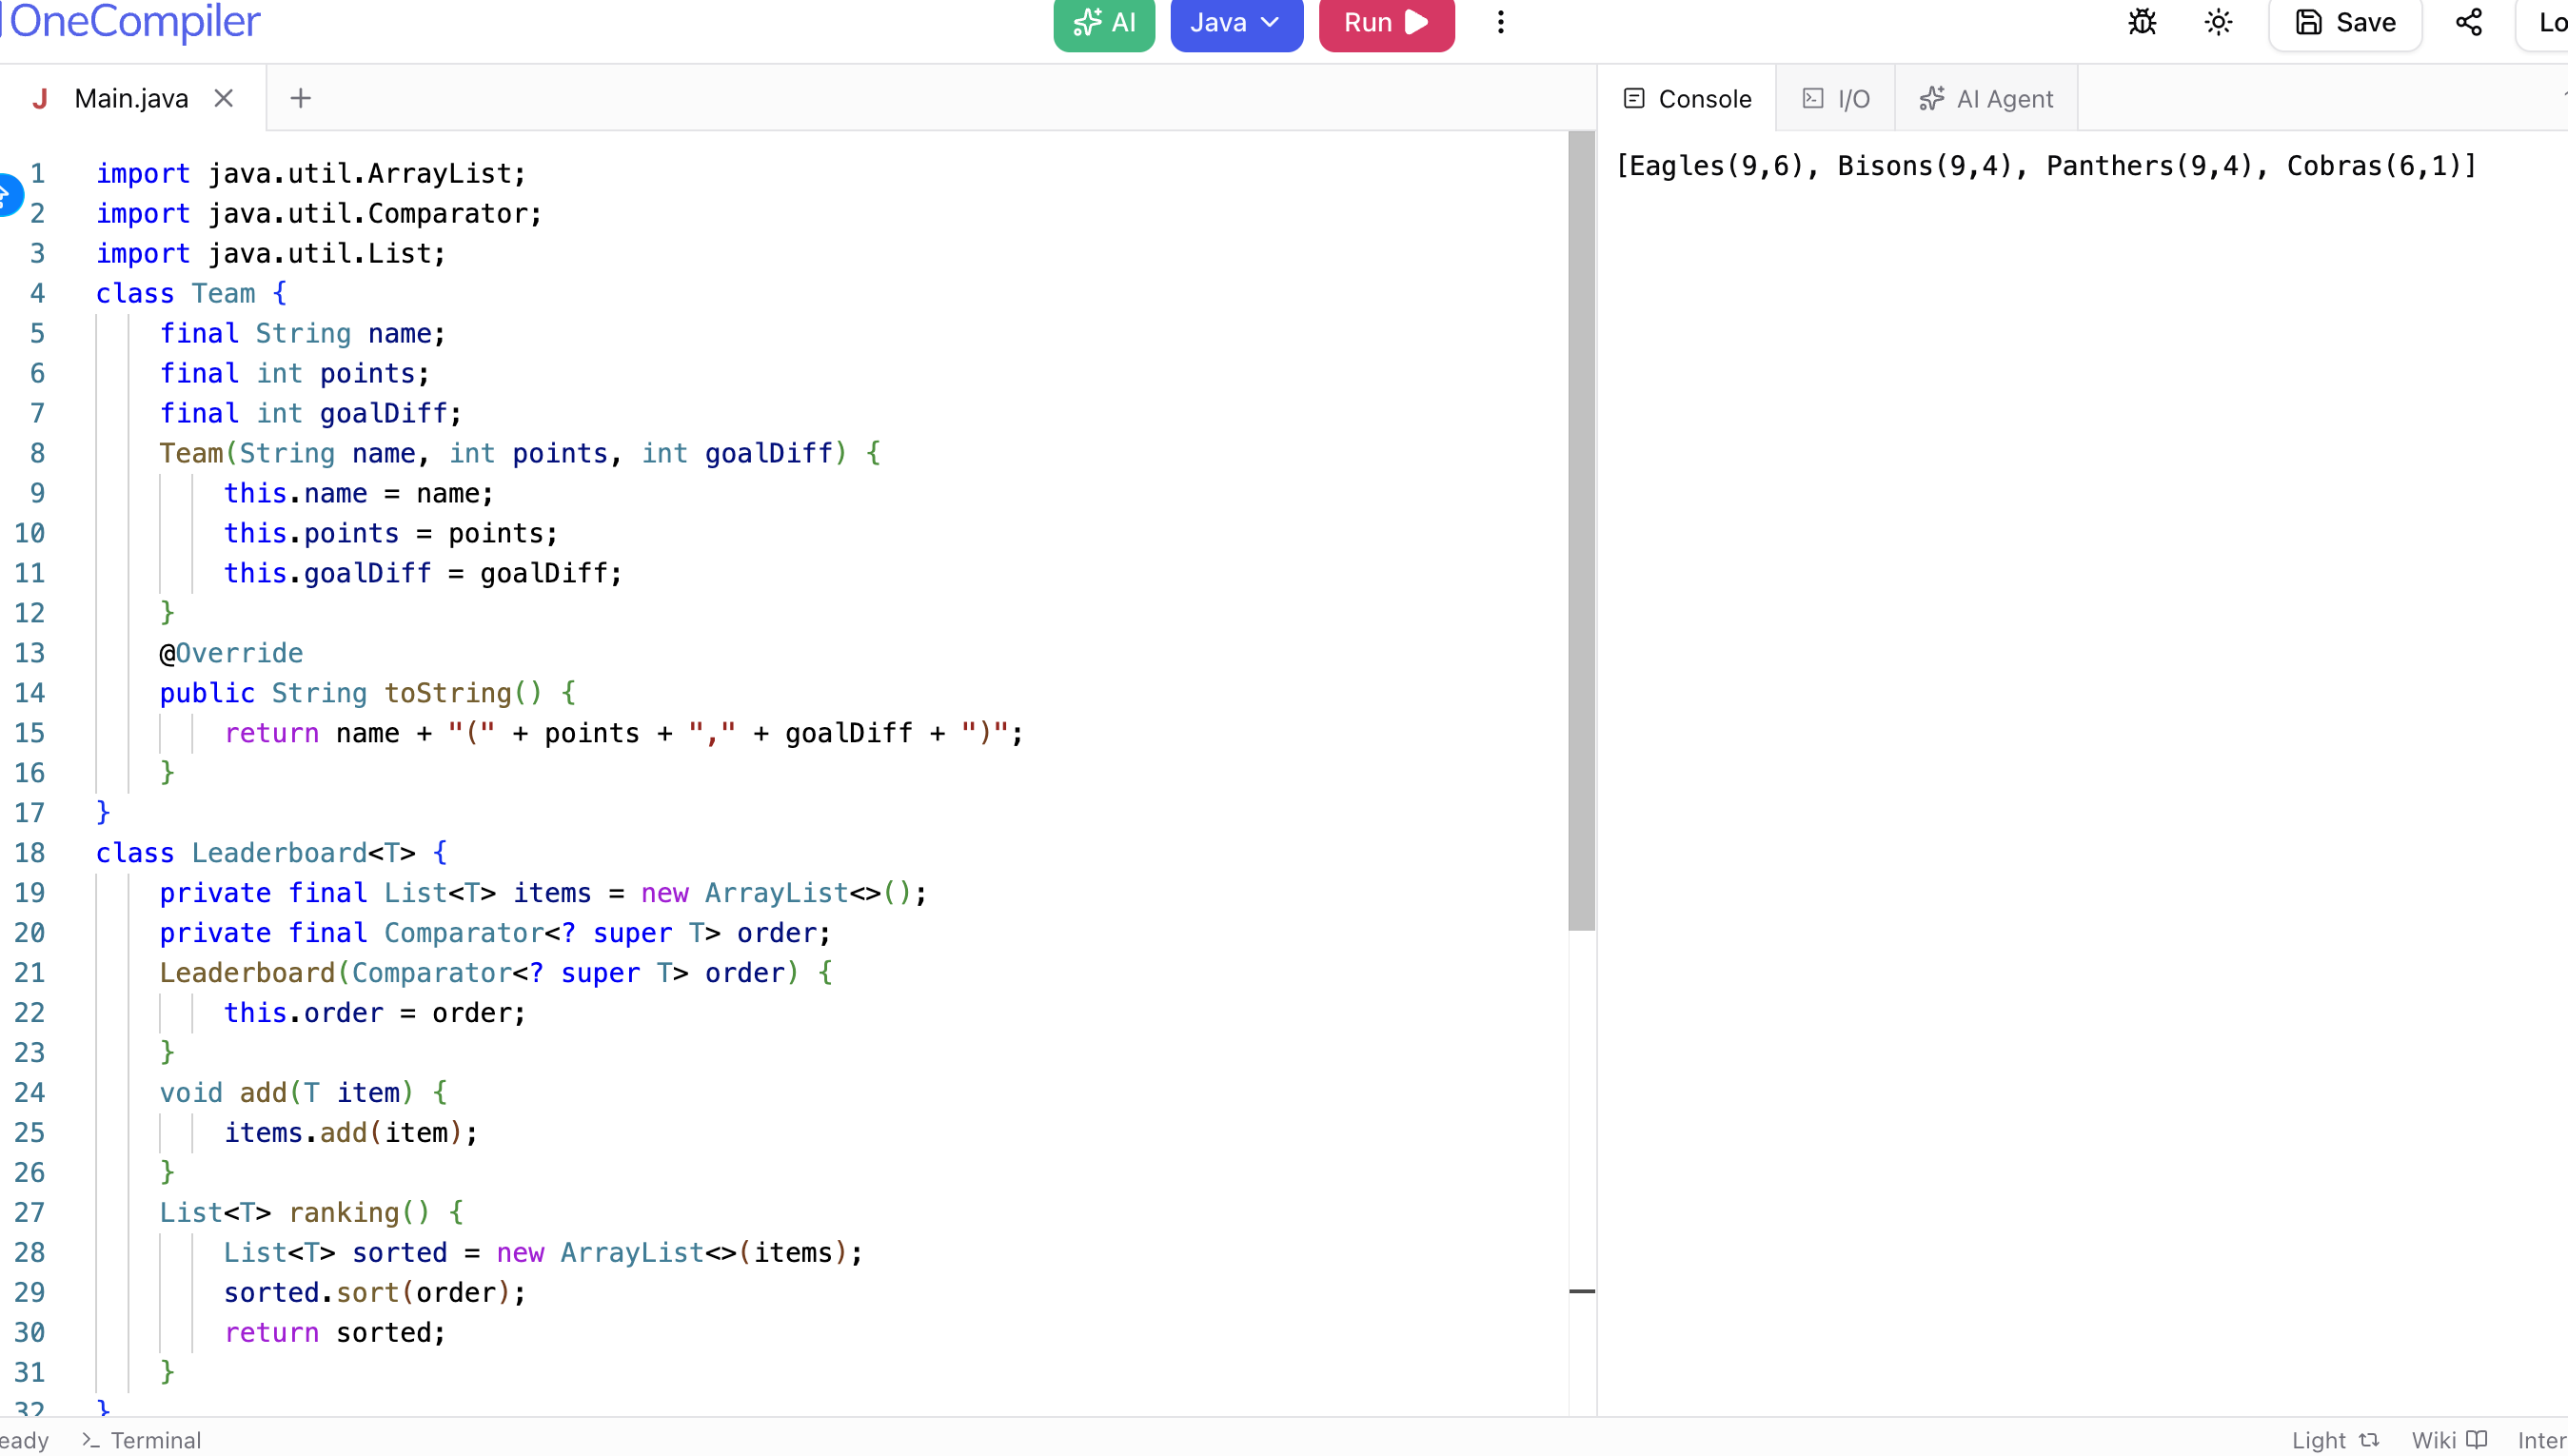 OneCompiler
AI
Java
Run
Save
Main.java
Console
I/O
AI Agent
1 import java.util.ArrayList;
2 import java.util.Comparator;
3 import java.util.List;
4 class Team {
5 final String name;
6 final int points;
7 final int goalDiff;
8 Team(String name, int points, int goalDiff) {
9 this.name = name;
10 this.points = points;
11 this.goalDiff = goalDiff;
12 }
13 @Override
14 public String toString() {
15 return name + "(" + points + "," + goalDiff + ")";
16 }
17 }
18 class Leaderboard<T> {
19 private final List<T> items = new ArrayList<>();
20 private final Comparator<? super T> order;
21 Leaderboard(Comparator<? super T> order) {
22 this.order = order;
23 }
24 void add(T item) {
25 items.add(item);
26 }
27 List<T> ranking() {
28 List<T> sorted = new ArrayList<>(items);
29 sorted.sort(order);
30 return sorted;
31 }
32 }
[Eagles(9,6), Bisons(9,4), Panthers(9,4), Cobras(6,1)]
Terminal
Light
Wiki